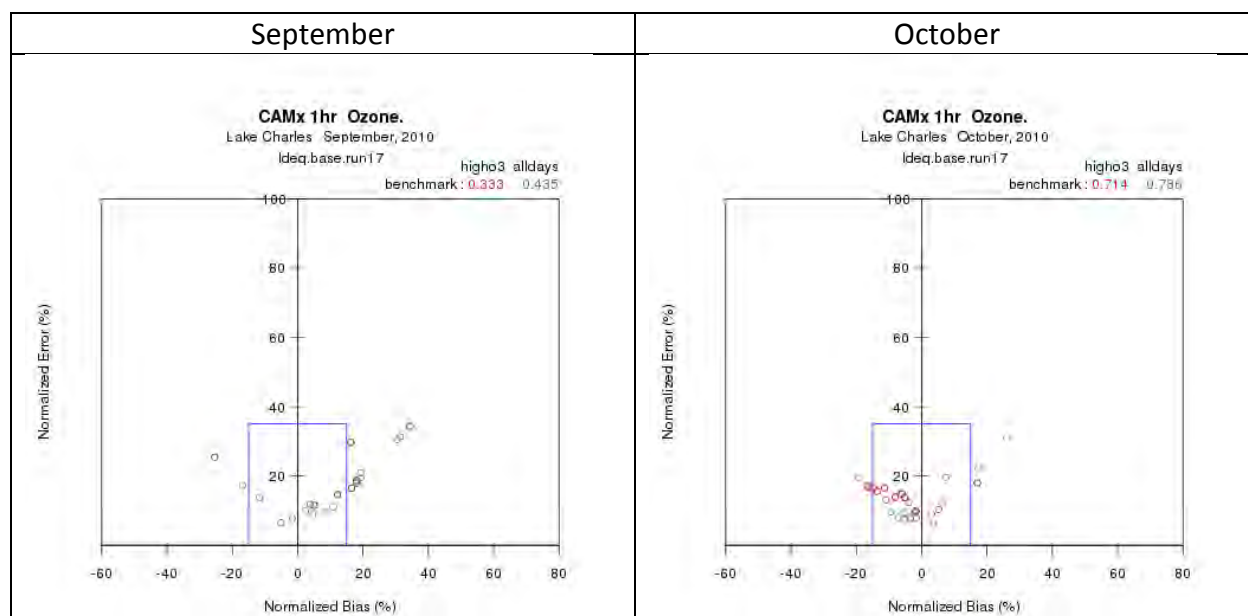 September
October
CAMx 1hr Ozone.
Lake Charles September, 2010
ldeq.base.run17
higho3 alldays
benchmark: 0.333 0.435
100
80
60
40
20
Normalized Error (%)
-60 -40 -20 0 20 40 60 80
Normalized Bias (%)
CAMx 1hr Ozone.
Lake Charles October, 2010
ldeq.base.run17
higho3 alldays
benchmark: 0.714 0.786
100
80
60
40
20
Normalized Error (%)
-60 -40 -20 0 20 40 60 80
Normalized Bias (%)